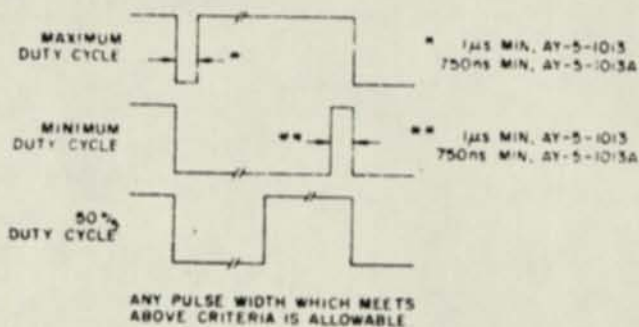 MAXIMUM
DUTY CYCLE
*
* 1µs MIN, AY-5-1013
750ns MIN, AY-5-1013A
MINIMUM
DUTY CYCLE
**
** 1µs MIN, AY-5-1013
750ns MIN, AY-5-1013A
50%
DUTY CYCLE
ANY PULSE WIDTH WHICH MEETS
ABOVE CRITERIA IS ALLOWABLE